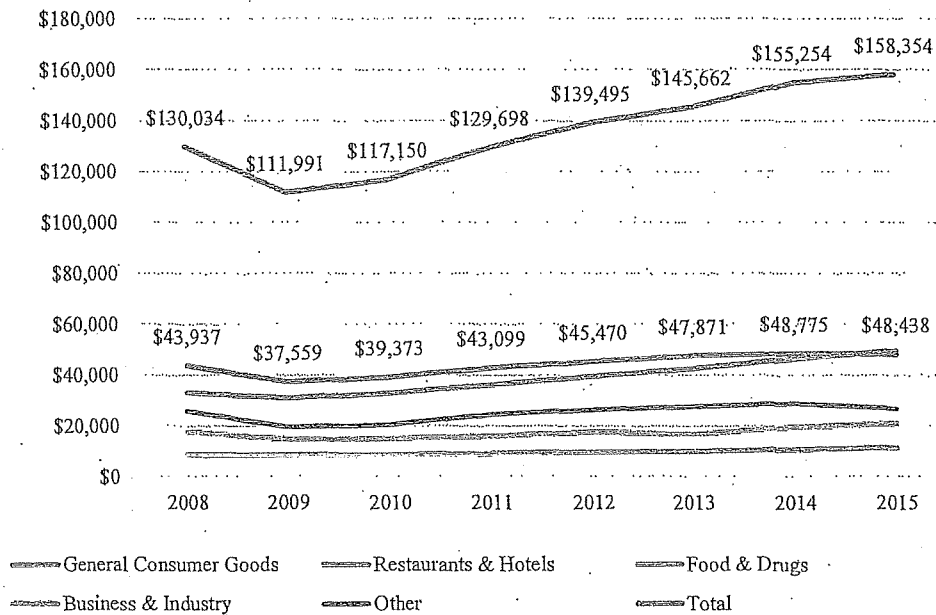 $180,000
$160,000
$140,000
$120,000
$100,000
$80,000
$60,000
$40,000
$20,000
$0
$130,034 $111,991 $117,150 $129,698 $139,495 $145,662 $155,254 $158,354
$43,937 $37,559 $39,373 $43,099 $45,470 $47,871 $48,775 $48,438
2008 2009 2010 2011 2012 2013 2014 2015
General Consumer Goods Restaurants & Hotels Food & Drugs
Business & Industry Other Total